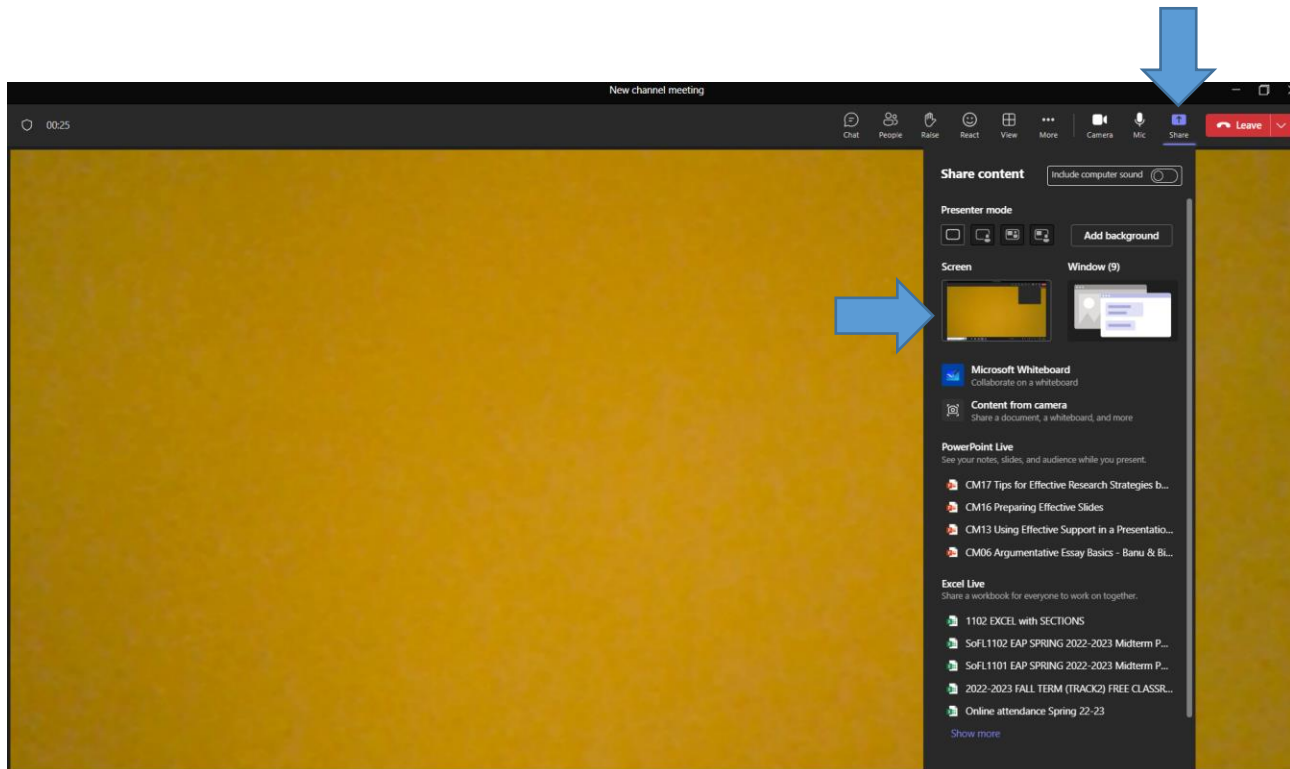 New channel meeting
00:25
Chat People Raise React View More Camera Mic Share Leave
Share content Include computer sound
Presenter mode
Add background
Screen Window (9)
Microsoft Whiteboard
Collaborate on a whiteboard
Content from camera
Share a document, a whiteboard, and more
PowerPoint Live
See your notes, slides, and audience while you present.
CM17 Tips for Effective Research Strategies b...
CM16 Preparing Effective Slides
CM13 Using Effective Support in a Presentatio...
CM06 Argumentative Essay Basics - Banu & Bi...
Excel Live
Share a workbook for everyone to work on together.
1102 EXCEL with SECTIONS
SoFL1102 EAP SPRING 2022-2023 Midterm P...
SoFL1101 EAP SPRING 2022-2023 Midterm P...
2022-2023 FALL TERM (TRACK2) FREE CLASSR...
Online attendance Spring 22-23
Show more